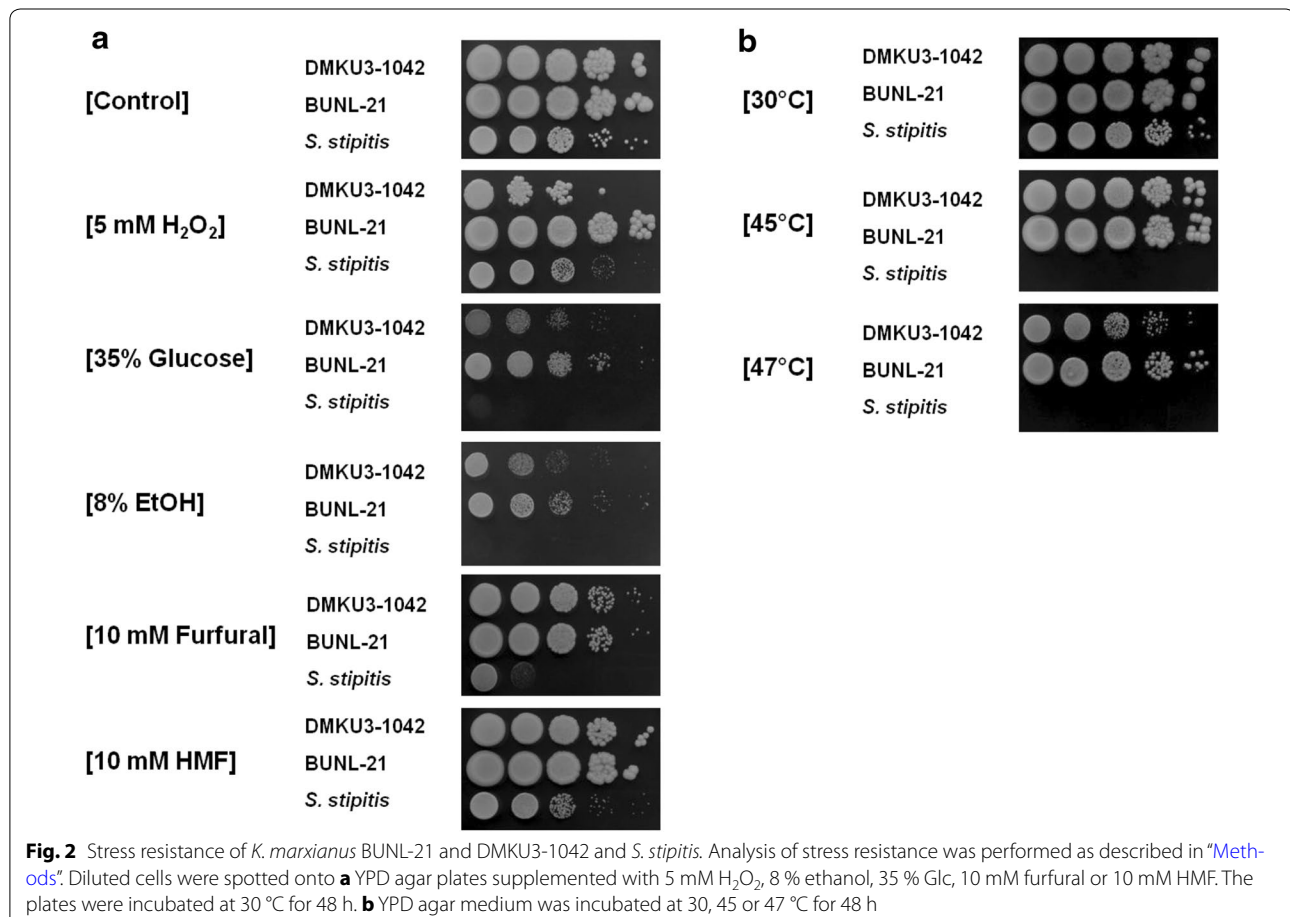 a
[Control]
DMKU3-1042
BUNL-21
S. stipitis
[5 mM H₂O₂]
DMKU3-1042
BUNL-21
S. stipitis
[35% Glucose]
DMKU3-1042
BUNL-21
S. stipitis
[8% EtOH]
DMKU3-1042
BUNL-21
S. stipitis
[10 mM Furfural]
DMKU3-1042
BUNL-21
S. stipitis
[10 mM HMF]
DMKU3-1042
BUNL-21
S. stipitis
b
[30°C]
DMKU3-1042
BUNL-21
S. stipitis
[45°C]
DMKU3-1042
BUNL-21
S. stipitis
[47°C]
DMKU3-1042
BUNL-21
S. stipitis
Fig. 2 Stress resistance of K. marxianus BUNL-21 and DMKU3-1042 and S. stipitis. Analysis of stress resistance was performed as described in “Meth-
ods”. Diluted cells were spotted onto a YPD agar plates supplemented with 5 mM H₂O₂, 8 % ethanol, 35 % Glc, 10 mM furfural or 10 mM HMF. The
plates were incubated at 30 °C for 48 h. b YPD agar medium was incubated at 30, 45 or 47 °C for 48 h